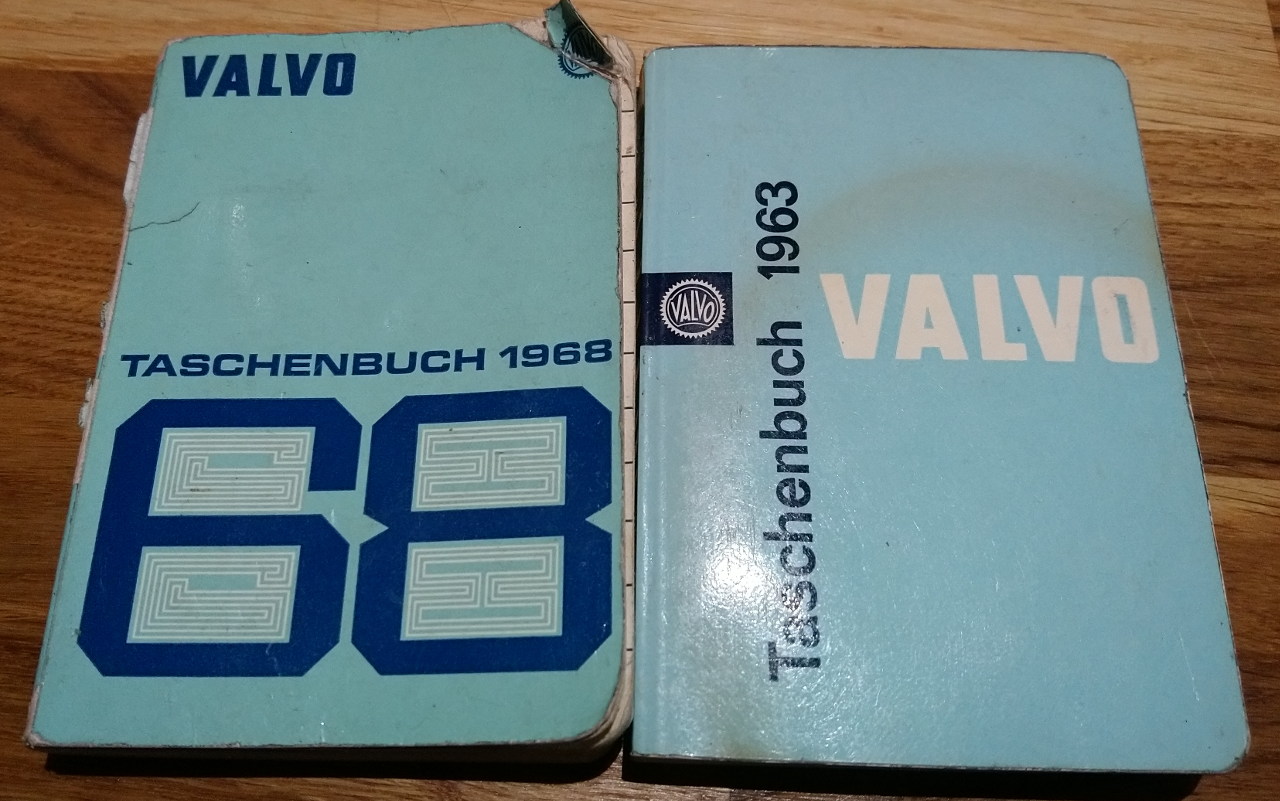 VALVO
TASCHENBUCH 1968
68
VALVO
Taschenbuch 1963
VALVO